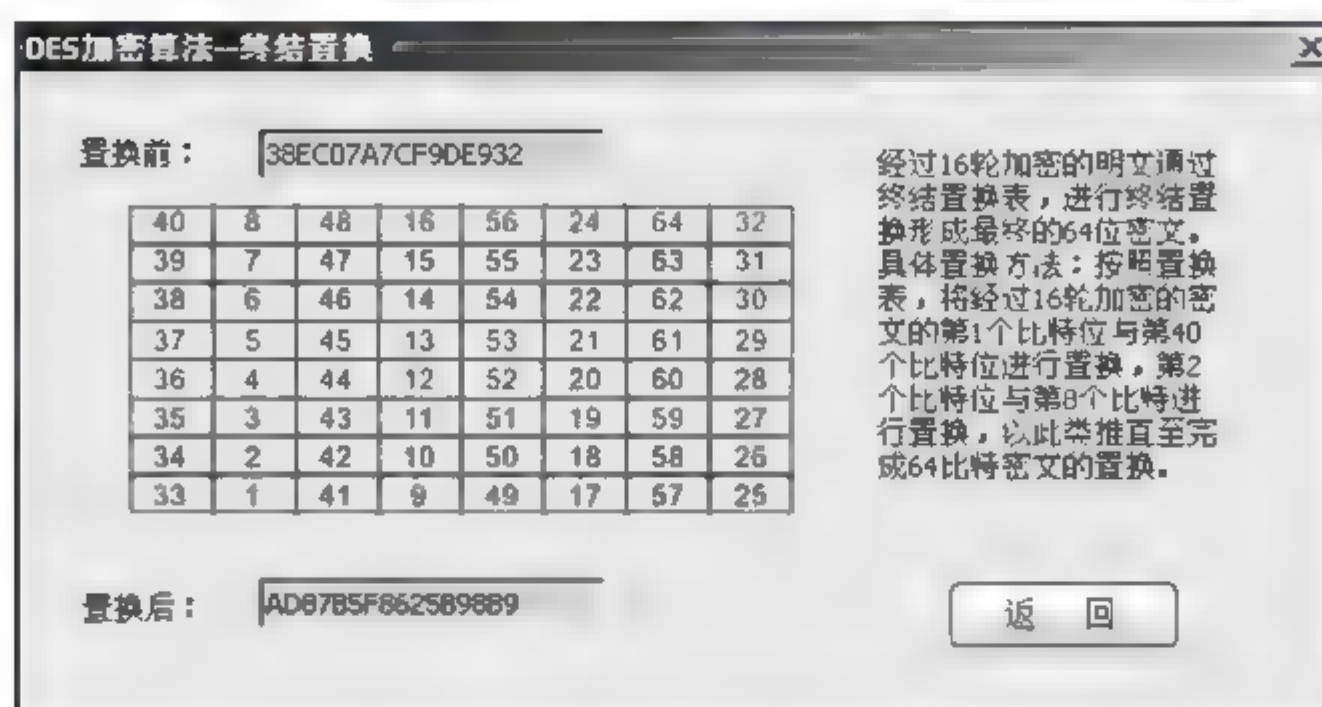 DES加密算法--终结置换
置换前：
38EC07A7CF9DE932
40 8 48 16 56 24 64 32
39 7 47 15 55 23 63 31
38 6 46 14 54 22 62 30
37 5 45 13 53 21 61 29
36 4 44 12 52 20 60 28
35 3 43 11 51 19 59 27
34 2 42 10 50 18 58 26
33 1 41 9 49 17 57 25
置换后：
AD87B5F8625B98B9
经过16轮加密的明文通过
终结置换表，进行终结置
换形成最终的64位密文。
具体置换方法：按照置换
表，将经过16轮加密的密
文的第1个比特位与第40
个比特位进行置换，第2
个比特位与第8个比特进
行置换，以此类推直至完
成64比特密文的置换。
返 回